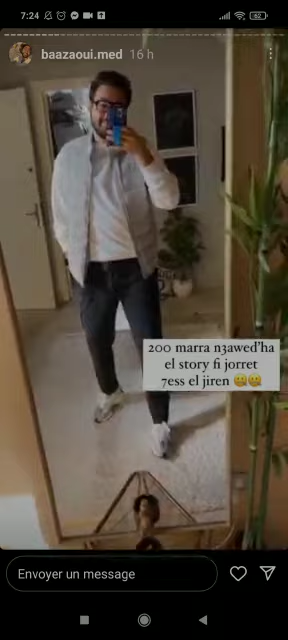 7:24
62
baazaoui.med 16 h
200 marra n3awed'ha
el story fi jorret
7ess el jiren 🤐🤐
Envoyer un message